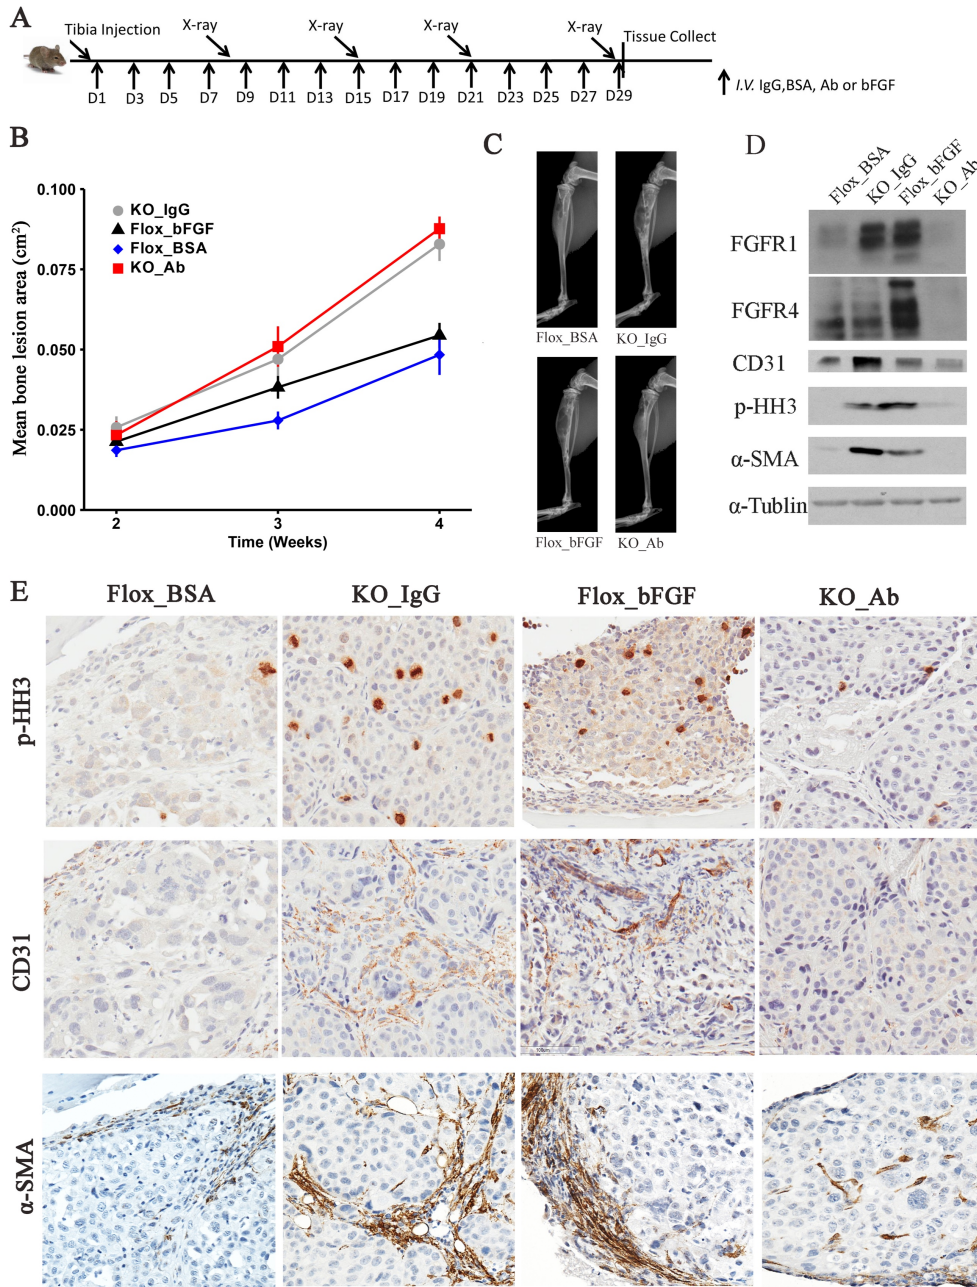 A
Tibia Injection
X-ray
X-ray
X-ray
X-ray
Tissue Collect
D1
D3
D5
D7
D9
D11
D13
D15
D17
D19
D21
D23
D25
D27
D29
I.V. IgG,BSA, Ab or bFGF
B
Mean bone lesion area (cm²)
0.100
0.075
0.050
0.025
0.000
KO_IgG
Flox_bFGF
Flox_BSA
KO_Ab
2
3
4
Time (Weeks)
C
Flox_BSA
KO_IgG
Flox_bFGF
KO_Ab
D
Flox_BSA
KO_IgG
Flox_bFGF
KO_Ab
FGFR1
FGFR4
CD31
p-HH3
α-SMA
α-Tublin
E
Flox_BSA
KO_IgG
Flox_bFGF
KO_Ab
p-HH3
CD31
α-SMA